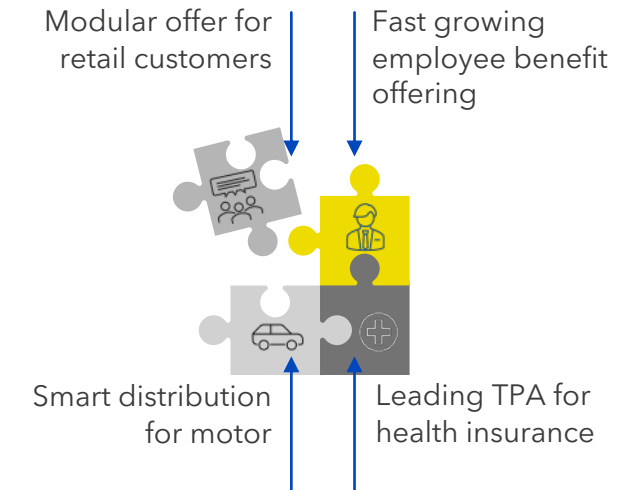 Modular offer for
retail customers
Fast growing
employee benefit
offering
Smart distribution
for motor
Leading TPA for
health insurance